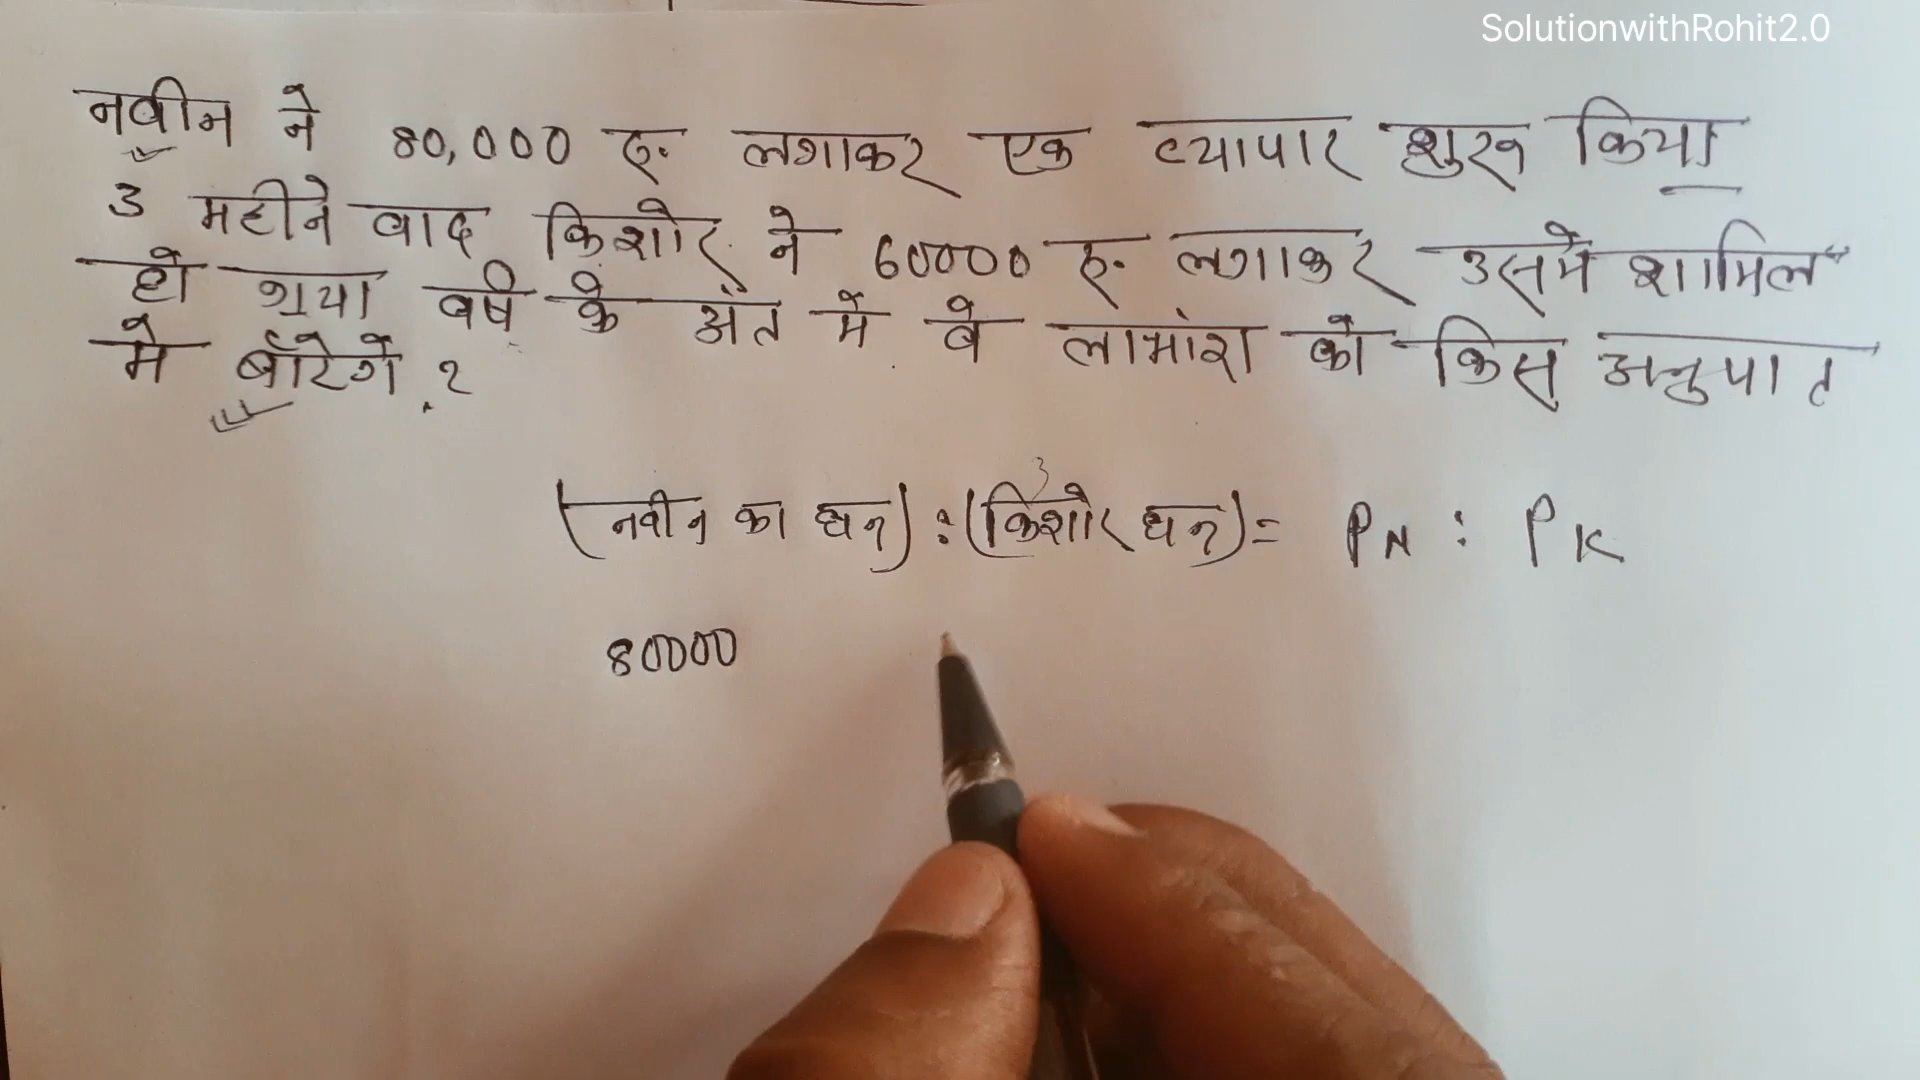 SolutionwithRohit2.0
नवीन ने 80,000 रु. लगाकर एक व्यापार शुरू किया
3 महीने बाद किशोर ने 60000 रु. लगाकर उसमे शामिल
हो गया वर्ष के अंत मे वे लाभांश को किस अनुपात
मे बाँटेगे ?
(नवीन का धन) : (किशोर धन) = PN : PK
80000